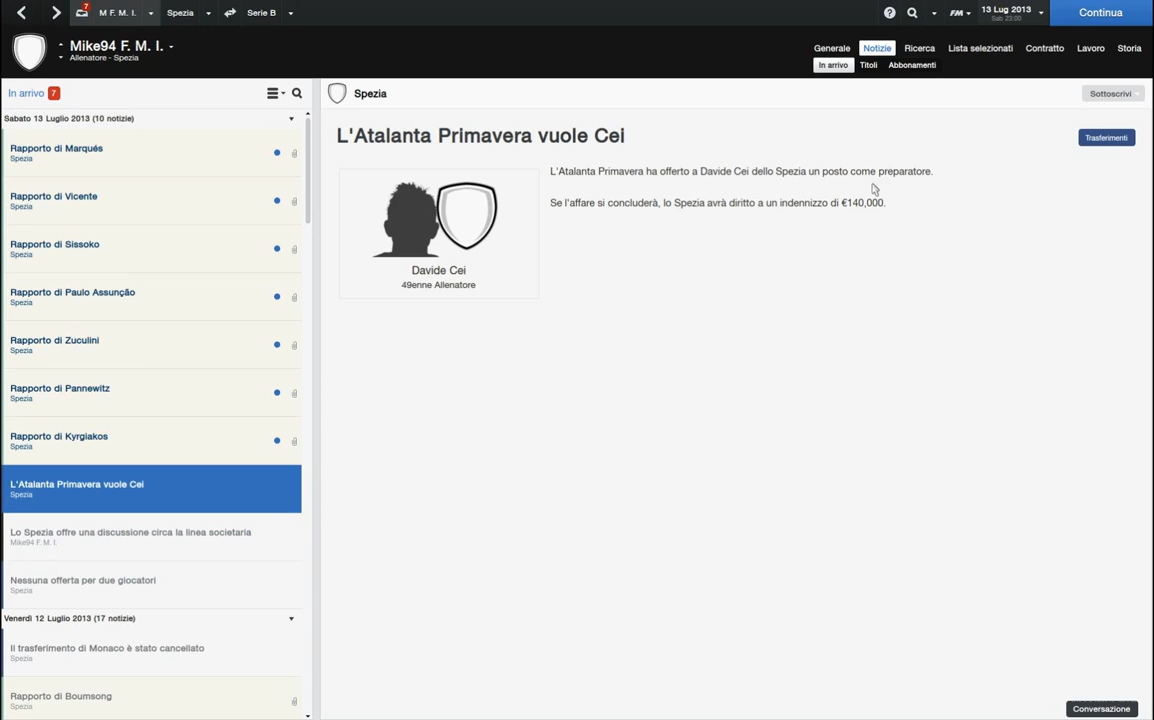 7
M F. M. I.
Spezia
Serie B
FM
13 Lug 2013
Sab 23:00
Continua
Mike94 F. M. I.
Allenatore - Spezia
Generale
Notizie
Ricerca
Lista selezionati
Contratto
Lavoro
Storia
In arrivo
Titoli
Abbonamenti
In arrivo 7
Sabato 13 Luglio 2013 (10 notizie)
Rapporto di Marqués
Spezia
Rapporto di Vicente
Spezia
Rapporto di Sissoko
Spezia
Rapporto di Paulo Assunção
Spezia
Rapporto di Zuculini
Spezia
Rapporto di Pannewitz
Spezia
Rapporto di Kyrgiakos
Spezia
L'Atalanta Primavera vuole Cei
Spezia
Lo Spezia offre una discussione circa la linea societaria
Mike94 F. M. I.
Nessuna offerta per due giocatori
Spezia
Venerdì 12 Luglio 2013 (17 notizie)
Il trasferimento di Monaco è stato cancellato
Spezia
Rapporto di Boumsong
Spezia
Spezia
Sottoscrivi
L'Atalanta Primavera vuole Cei
Trasferimenti
L'Atalanta Primavera ha offerto a Davide Cei dello Spezia un posto come preparatore.
Se l'affare si concluderà, lo Spezia avrà diritto a un indennizzo di €140,000.
Davide Cei
49enne Allenatore
Conversazione